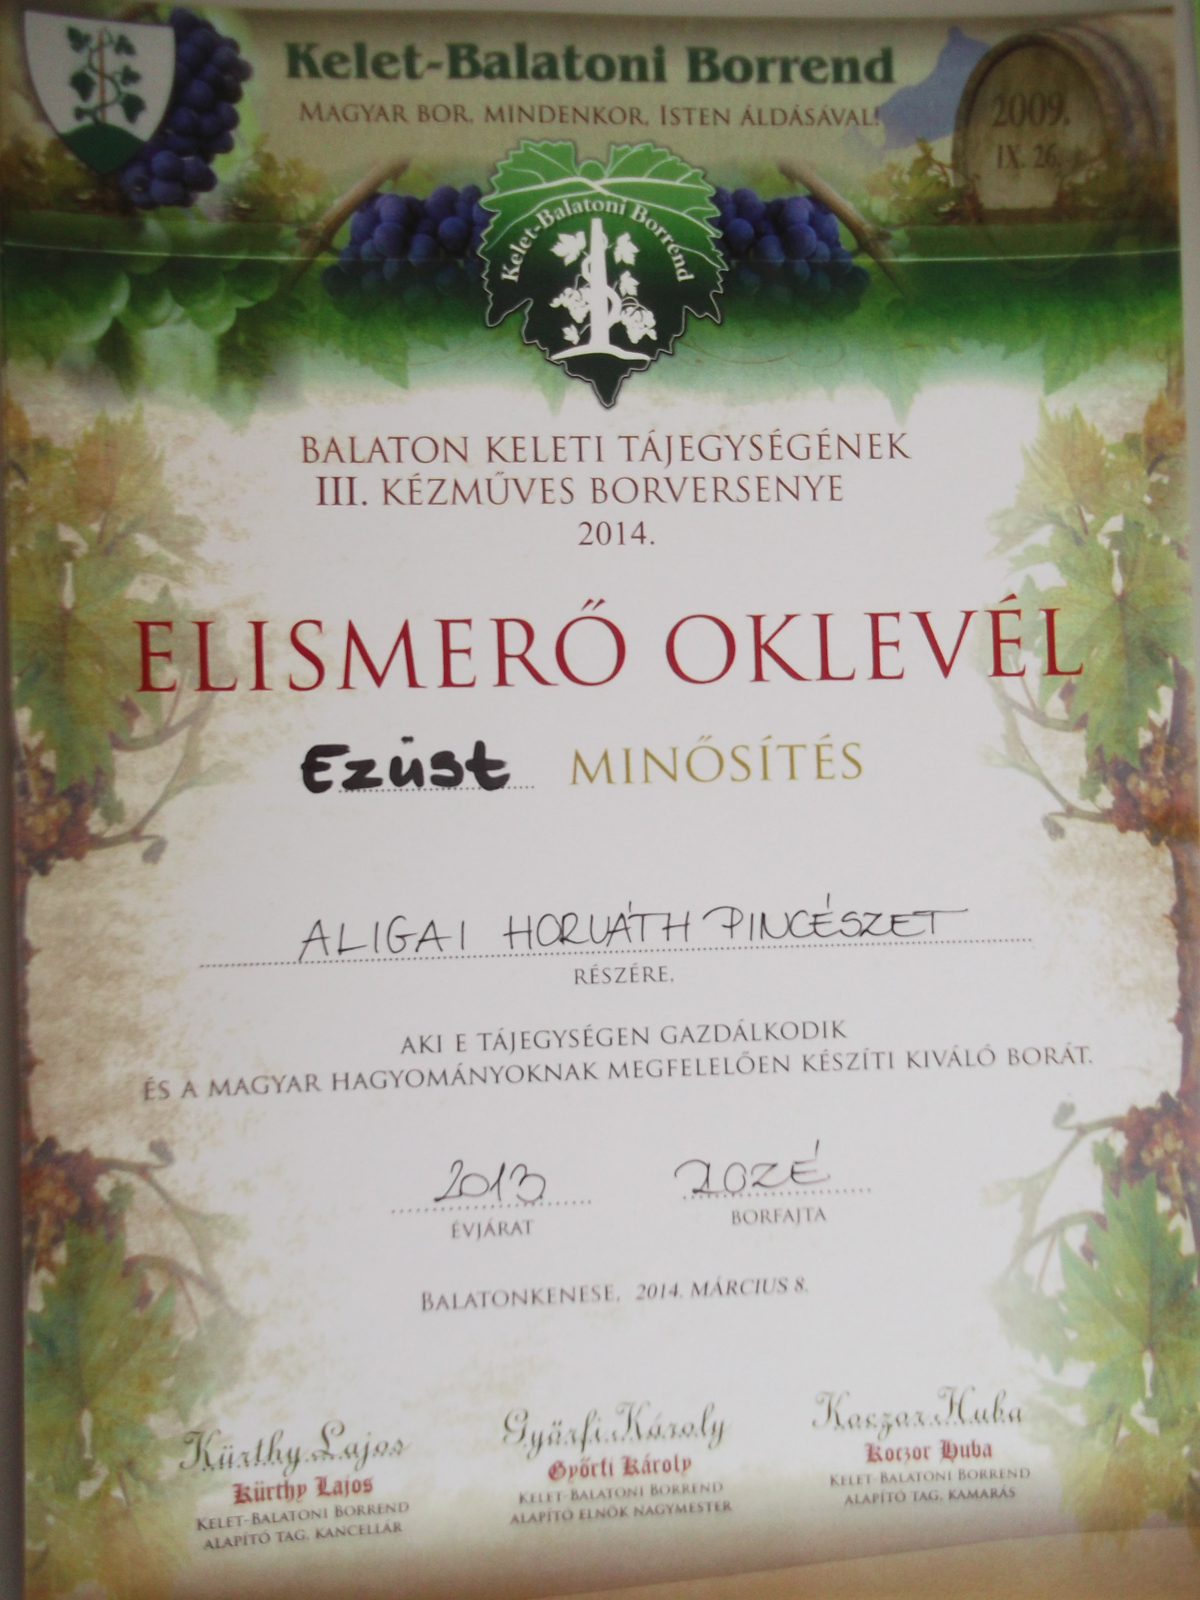 Kelet-Balatoni Borrend
MAGYAR BOR, MINDENKOR, ISTEN ÁLDÁSÁVAL!
2009.
IX. 26.
Kelet-Balatoni Borrend
BALATON KELETI TÁJEGYSÉGÉNEK
III. KÉZMŰVES BORVERSENYE
2014.
ELISMERŐ OKLEVÉL
Ezüst MINŐSÍTÉS
ALIGAI HORVÁTH PINCÉSZET
RÉSZÉRE,
AKI E TÁJEGYSÉGEN GAZDÁLKODIK
ÉS A MAGYAR HAGYOMÁNYOKNAK MEGFELELŐEN KÉSZÍTI KIVÁLÓ BORÁT.
2013 ROZÉ
ÉVJÁRAT BORFAJTA
BALATONKENESE, 2014. MÁRCIUS 8.
Kürthy Lajos Győrfi Károly Koczor Huba
Kürthy Lajos Győrfi Károly Koczor Huba
KELET-BALATONI BORREND KELET-BALATONI BORREND KELET-BALATONI BORREND
ALAPÍTÓ TAG, KANCELLÁR ALAPÍTÓ ELNÖK NAGYMESTER ALAPÍTÓ TAG, KAMARÁS